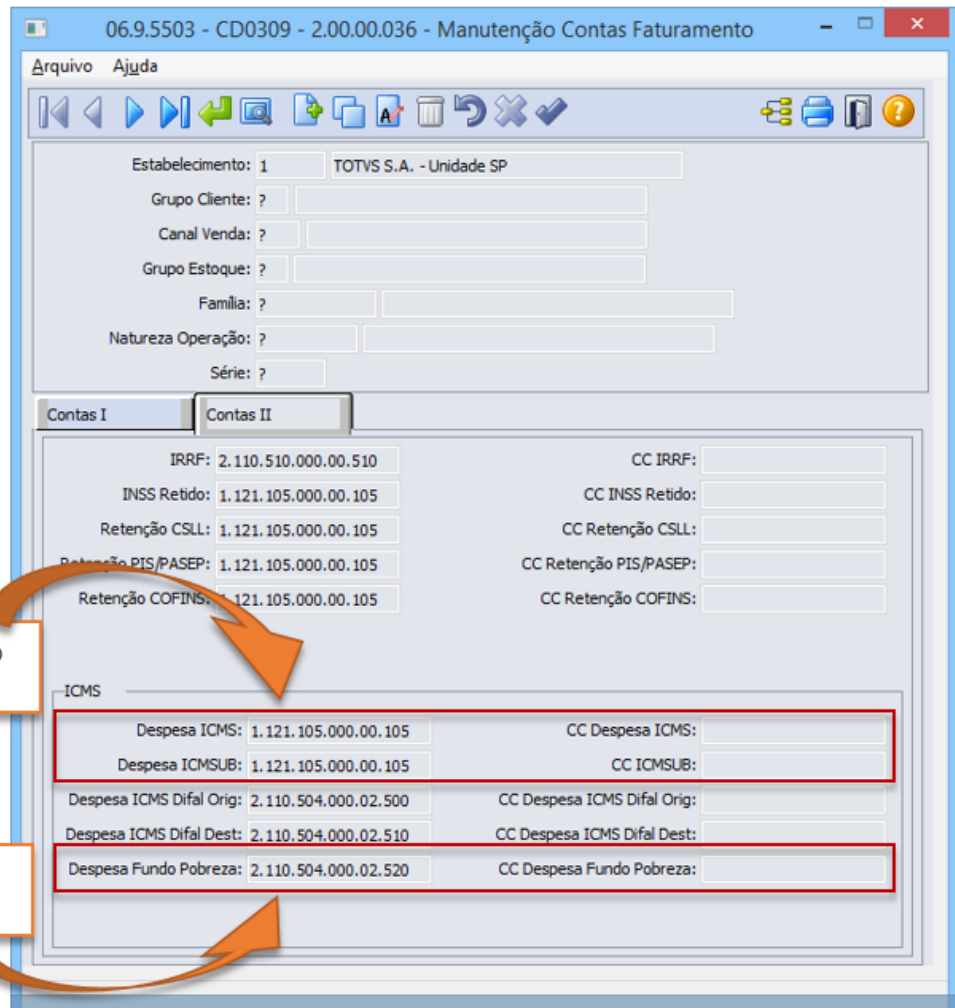 06.9.5503 - CD0309 - 2.00.00.036 - Manutenção Contas Faturamento
Arquivo Ajuda
Estabelecimento: 1 TOTVS S.A. - Unidade SP
Grupo Cliente: ?
Canal Venda: ?
Grupo Estoque: ?
Família: ?
Natureza Operação: ?
Série: ?
Contas I Contas II
IRRF: 2.110.510.000.00.510 CC IRRF:
INSS Retido: 1.121.105.000.00.105 CC INSS Retido:
Retenção CSLL: 1.121.105.000.00.105 CC Retenção CSLL:
Retenção PIS/PASEP: 1.121.105.000.00.105 CC Retenção PIS/PASEP:
Retenção COFINS: 1.121.105.000.00.105 CC Retenção COFINS:
ICMS
Despesa ICMS: 1.121.105.000.00.105 CC Despesa ICMS:
Despesa ICMSUB: 1.121.105.000.00.105 CC ICMSUB:
Despesa ICMS Difal Orig: 2.110.504.000.02.500 CC Despesa ICMS Difal Orig:
Despesa ICMS Difal Dest: 2.110.504.000.02.510 CC Despesa ICMS Difal Dest:
Despesa Fundo Pobreza: 2.110.504.000.02.520 CC Despesa Fundo Pobreza: